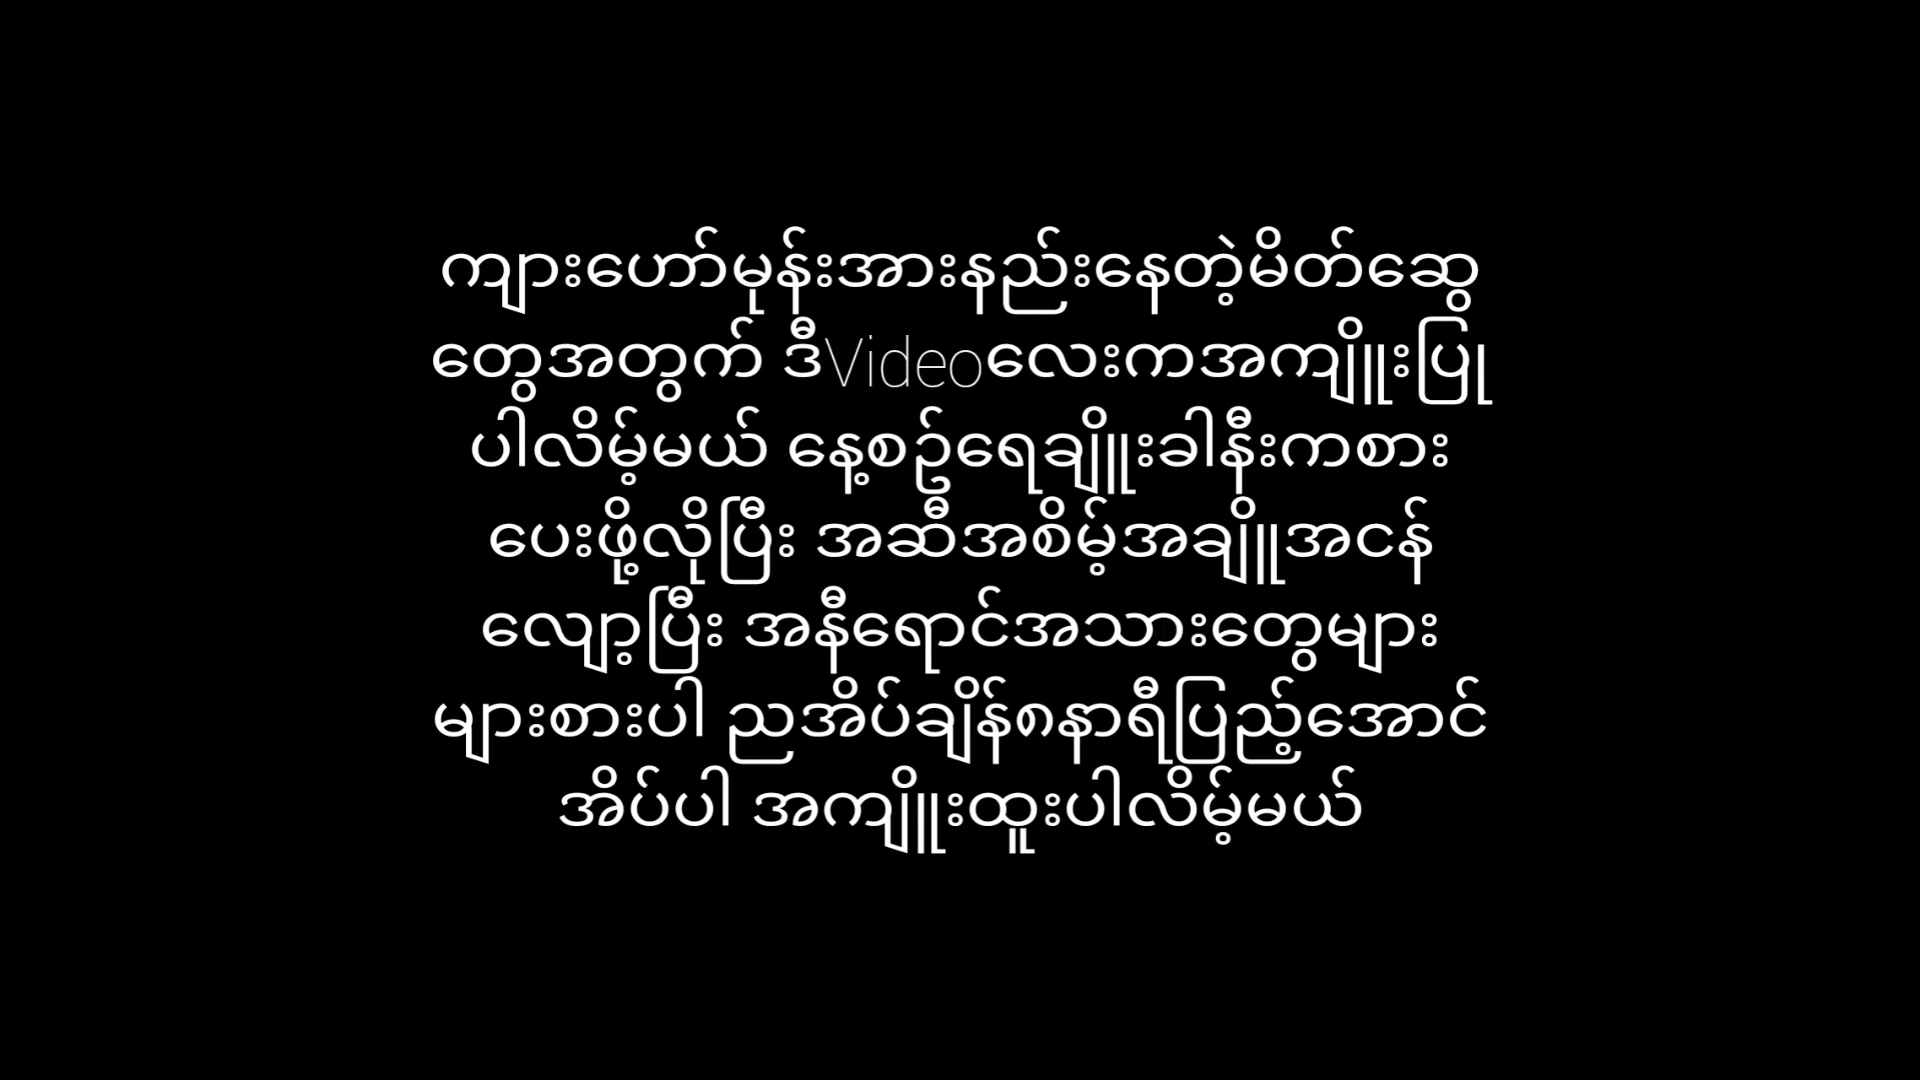 ကျားဟော်မုန်းအားနည်းနေတဲ့မိတ်ဆွေ
တွေအတွက် ဒီVideoလေးကအကျိုူးပြု
ပါလိမ့်မယ် နေ့စဥ်ရေချိုူးခါနီးကစား
ပေးဖို့လိုပြီး အဆီအစိမ့်အချိုူအငန်
လျော့ပြီး အနီရောင်အသားတွေများ
များစားပါ ညအိပ်ချိန်၈နာရီပြည့်အောင်
အိပ်ပါ အကျိုူးထူးပါလိမ့်မယ်